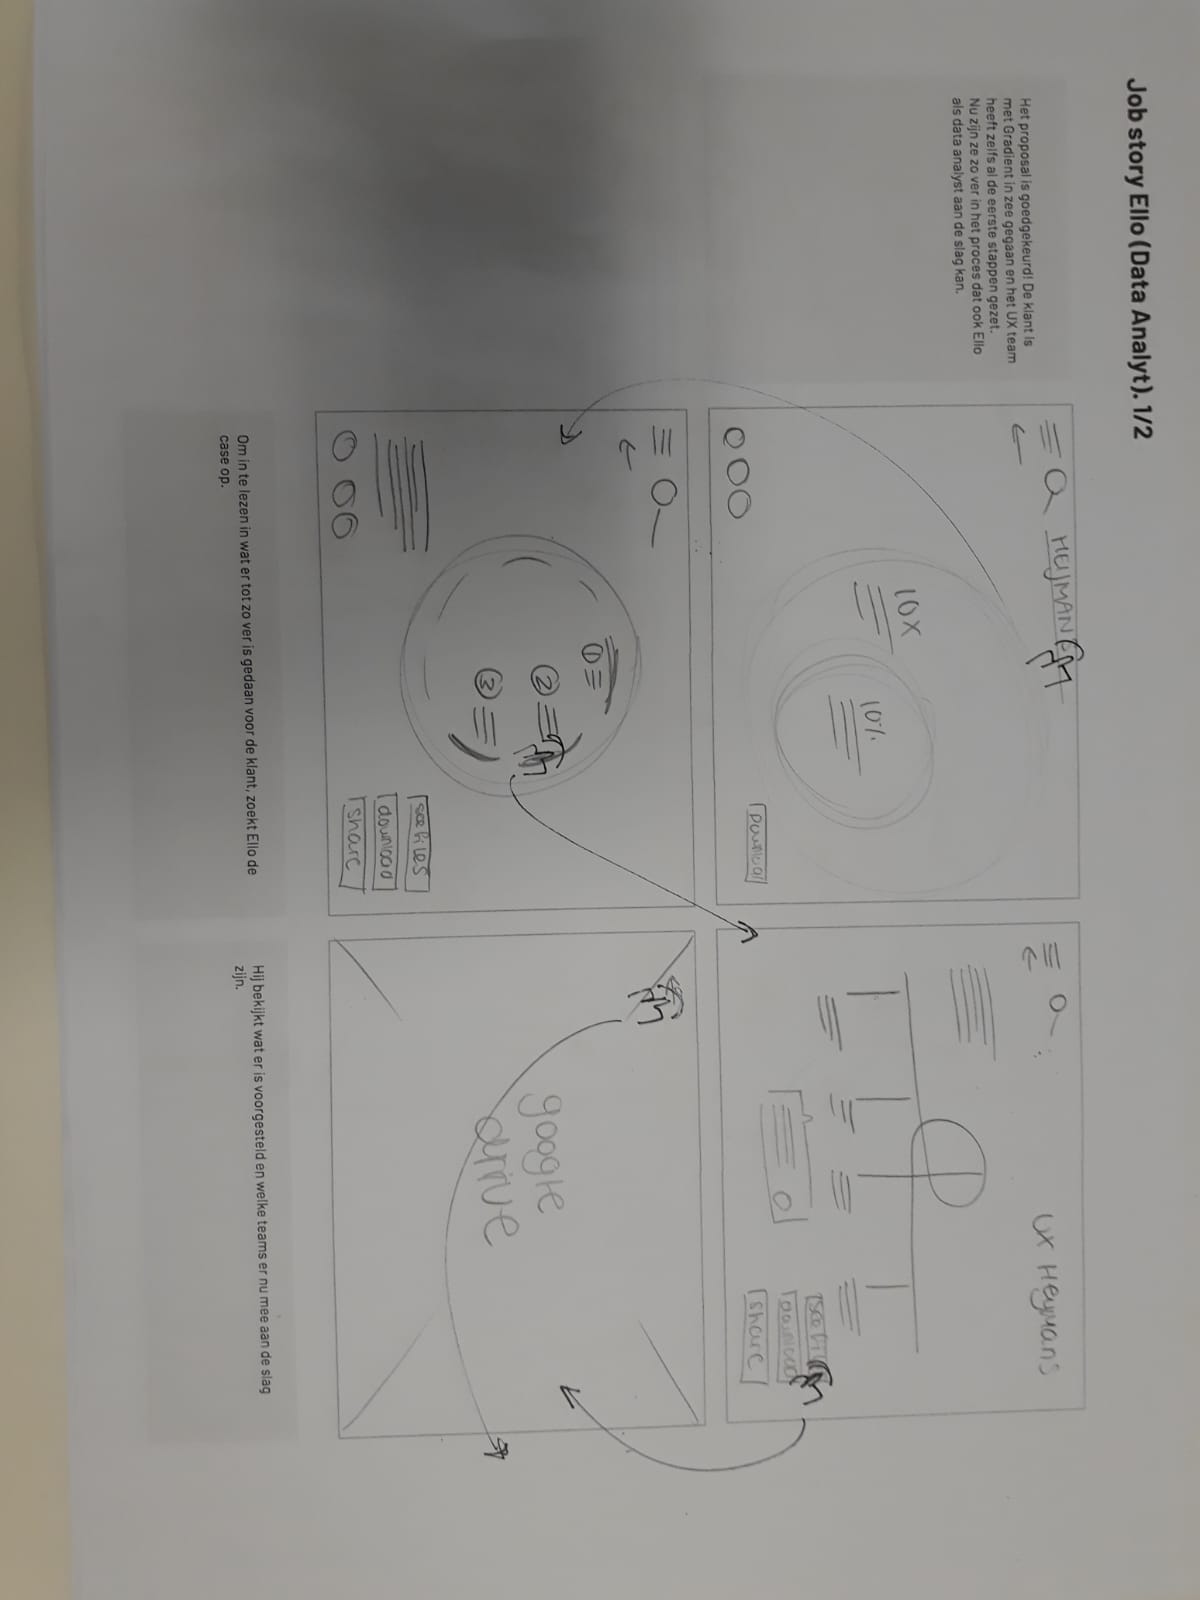 Job story Ello (Data Analyt). 1/2
Het proposal is goedgekeurd! De klant is
met Gradient in zee gegaan en het UX team
heeft zelfs al de eerste stappen gezet.
Nu zijn ze zo ver in het proces dat ook Ello
als data analyst aan de slag kan.
HEIJMAN
10x
10%
Downloa
UX Heymans
see fil
download
share
1
2
3
see files
download
share
google
drive
Om in te lezen in wat er tot zo ver is gedaan voor de klant, zoekt Ello de
case op.
Hij bekijkt wat er is voorgesteld en welke teams er nu mee aan de slag
zijn.